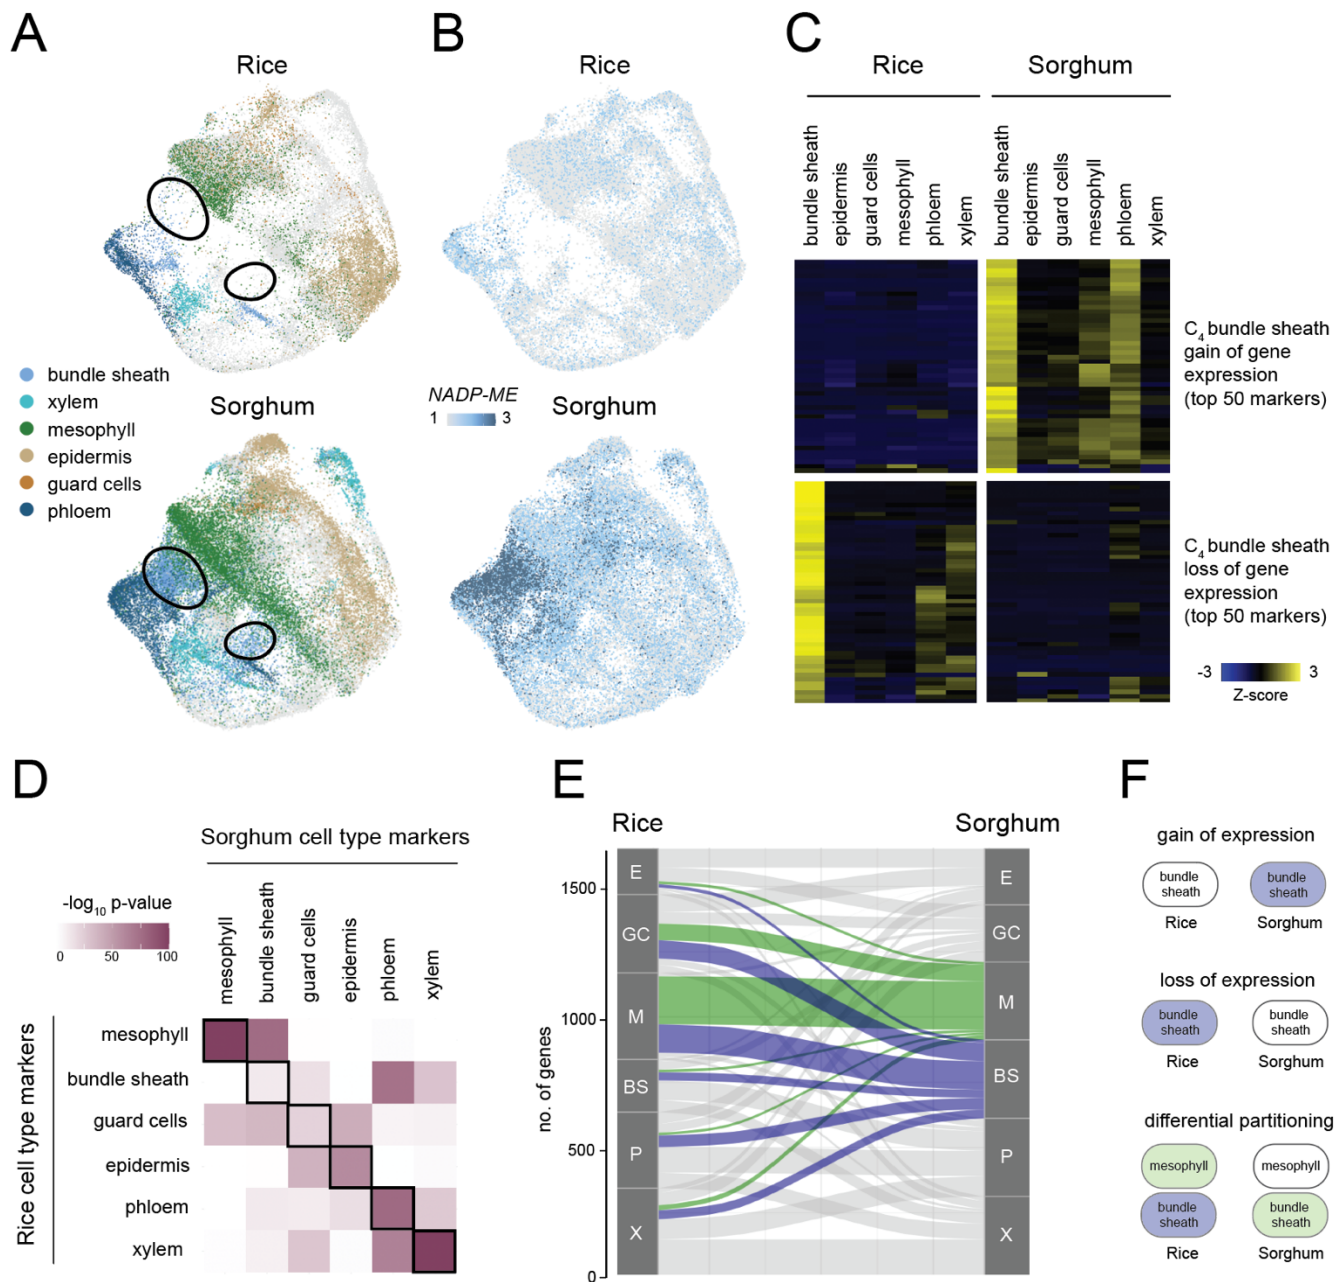 A
Rice
bundle sheath
xylem
mesophyll
epidermis
guard cells
phloem
Sorghum
B
Rice
NADP-ME
1 3
Sorghum
C
Rice
Sorghum
bundle sheath
epidermis
guard cells
mesophyll
phloem
xylem
bundle sheath
epidermis
guard cells
mesophyll
phloem
xylem
C4 bundle sheath
gain of gene
expression
(top 50 markers)
C4 bundle sheath
loss of gene
expression
(top 50 markers)
-3 3
Z-score
D
Sorghum cell type markers
-log10 p-value
0 50 100
mesophyll
bundle sheath
guard cells
epidermis
phloem
xylem
Rice cell type markers
mesophyll
bundle sheath
guard cells
epidermis
phloem
xylem
E
Rice
Sorghum
no. of genes
1500
1000
500
0
E
GC
M
BS
P
X
E
GC
M
BS
P
X
F
gain of expression
bundle
sheath
bundle
sheath
Rice
Sorghum
loss of expression
bundle
sheath
bundle
sheath
Rice
Sorghum
differential partitioning
mesophyll
mesophyll
bundle
sheath
bundle
sheath
Rice
Sorghum